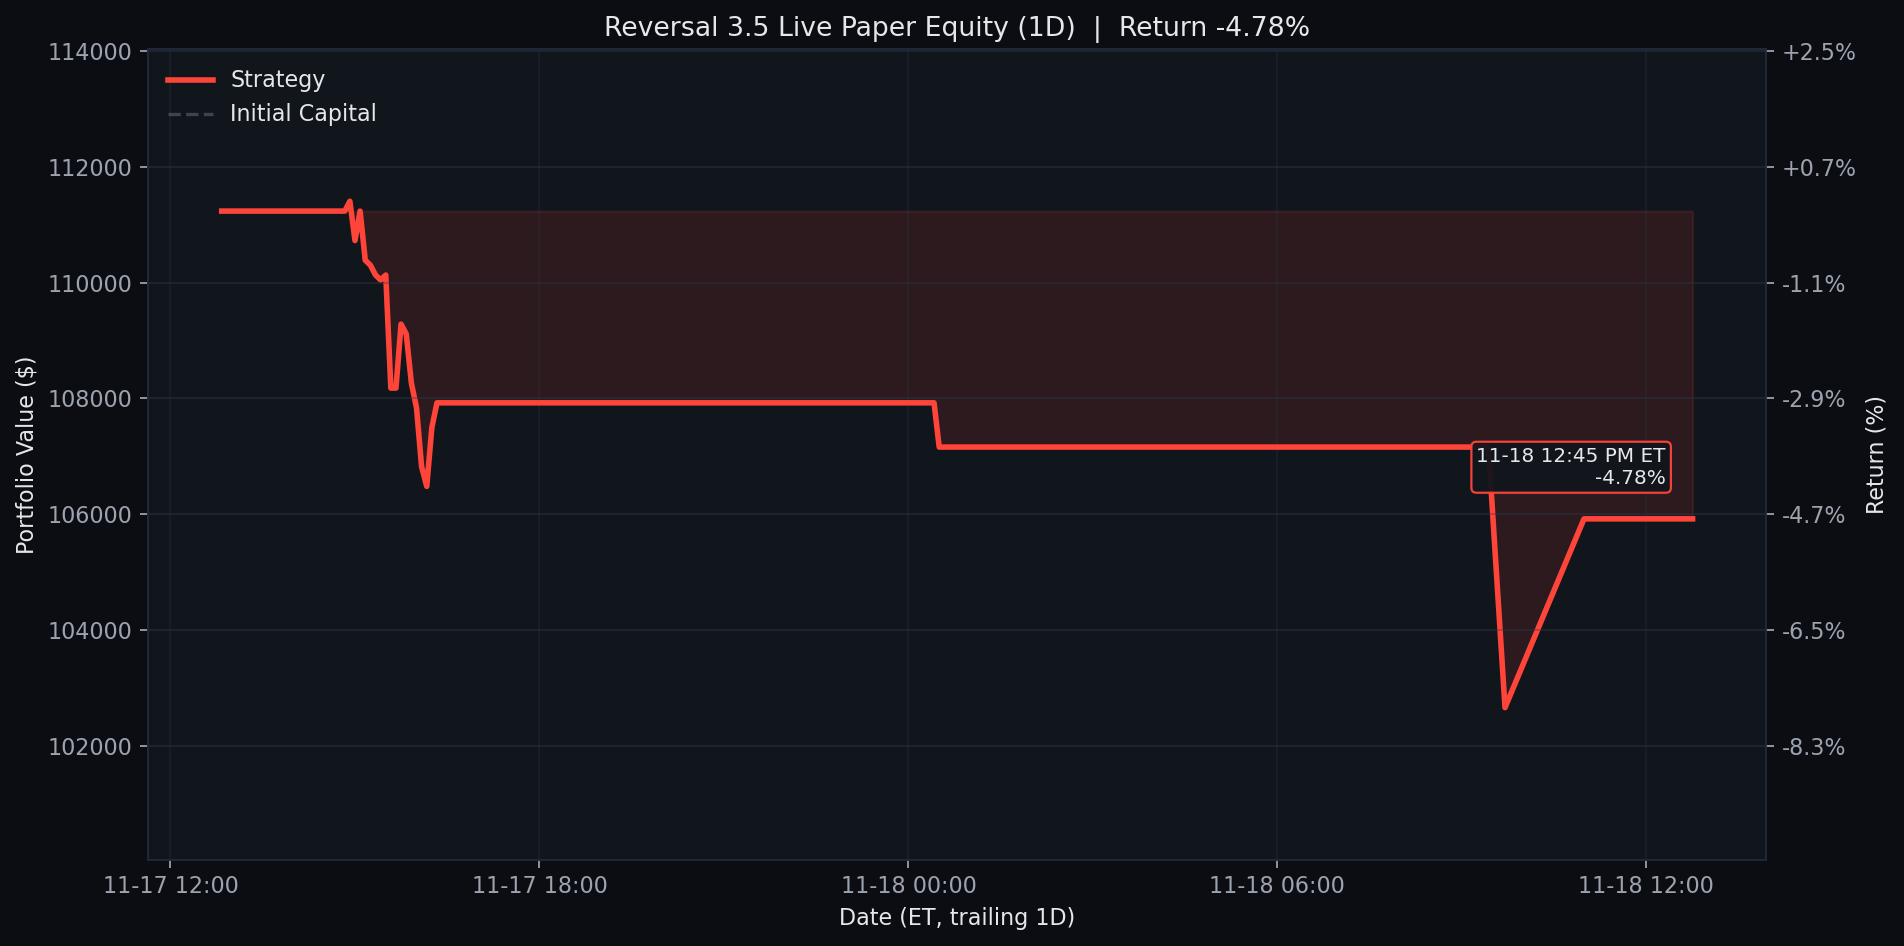 Reversal 3.5 Live Paper Equity (1D) | Return -4.78%
Strategy
Initial Capital
Portfolio Value ($)
114000
112000
110000
108000
106000
104000
102000
+2.5%
+0.7%
-1.1%
-2.9%
-4.7%
-6.5%
-8.3%
Return (%)
11-18 12:45 PM ET
-4.78%
11-17 12:00
11-17 18:00
11-18 00:00
11-18 06:00
11-18 12:00
Date (ET, trailing 1D)